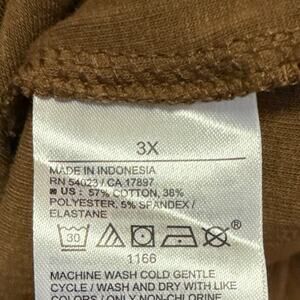 3X
MADE IN INDONESIA
RN 54023 / CA 17897
■ US : 57% COTTON, 38%
POLYESTER, 5% SPANDEX /
ELASTANE
30
1166
MACHINE WASH COLD GENTLE
CYCLE / WASH AND DRY WITH LIKE
COLORS / ONLY NON-CHLORINE